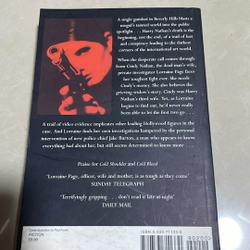 A single gunshot in Beverly Hills blasts a
mogul's tainted world into the public
spotlight . . . Harry Nathan's death is the
beginning, not the end, of a trail of lust
and conspiracy leading to the darkest
corners of the international art world.
When the desperate call comes through
from Cindy Nathan, the dead man's wife,
private investigator Lorraine Page faces
her toughest fight ever. She needs
Cindy's money. She also believes the
grieving widow's story. Cindy was Harry
Nathan's third wife. Yet, as Lorraine
begins to find out, he'd never really been
able to let the first two go . . .
A trail of video evidence implicates other leading Hollywood figures in the
case. And Lorraine finds her own investigations hampered by the personal
intervention of new police chief Jake Burton, a man who appears to know
everything about her, but still seems determined to know more
Praise for Cold Shoulder and Cold Blood
'Lorraine Page, officer, wife and mother, is as tough as they come'
SUNDAY TELEGRAPH
'Terrifyingly gripping . . . don't read it late at night'
DAILY MAIL
FICTION